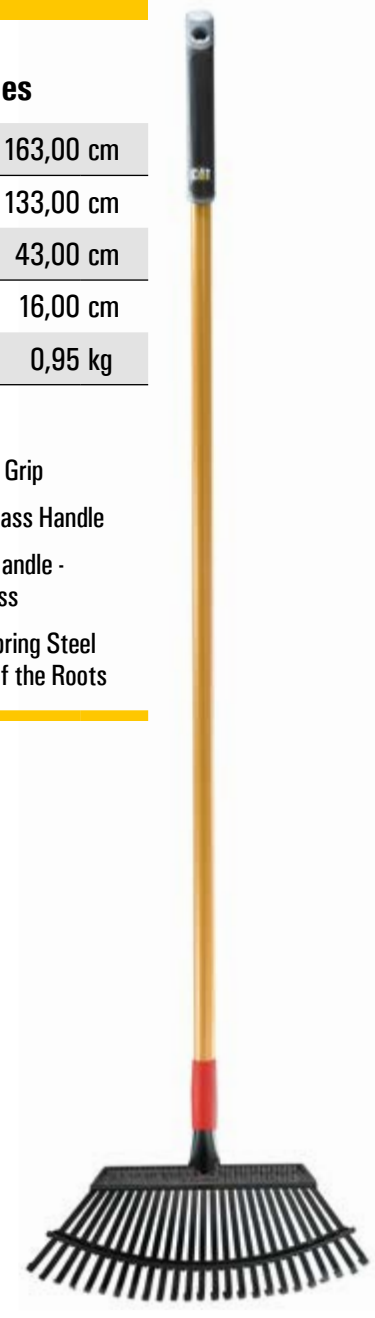 es
163,00 cm
133,00 cm
43,00 cm
16,00 cm
0,95 kg
Grip
ass Handle
andle -
ss
pring Steel
f the Roots
CAT